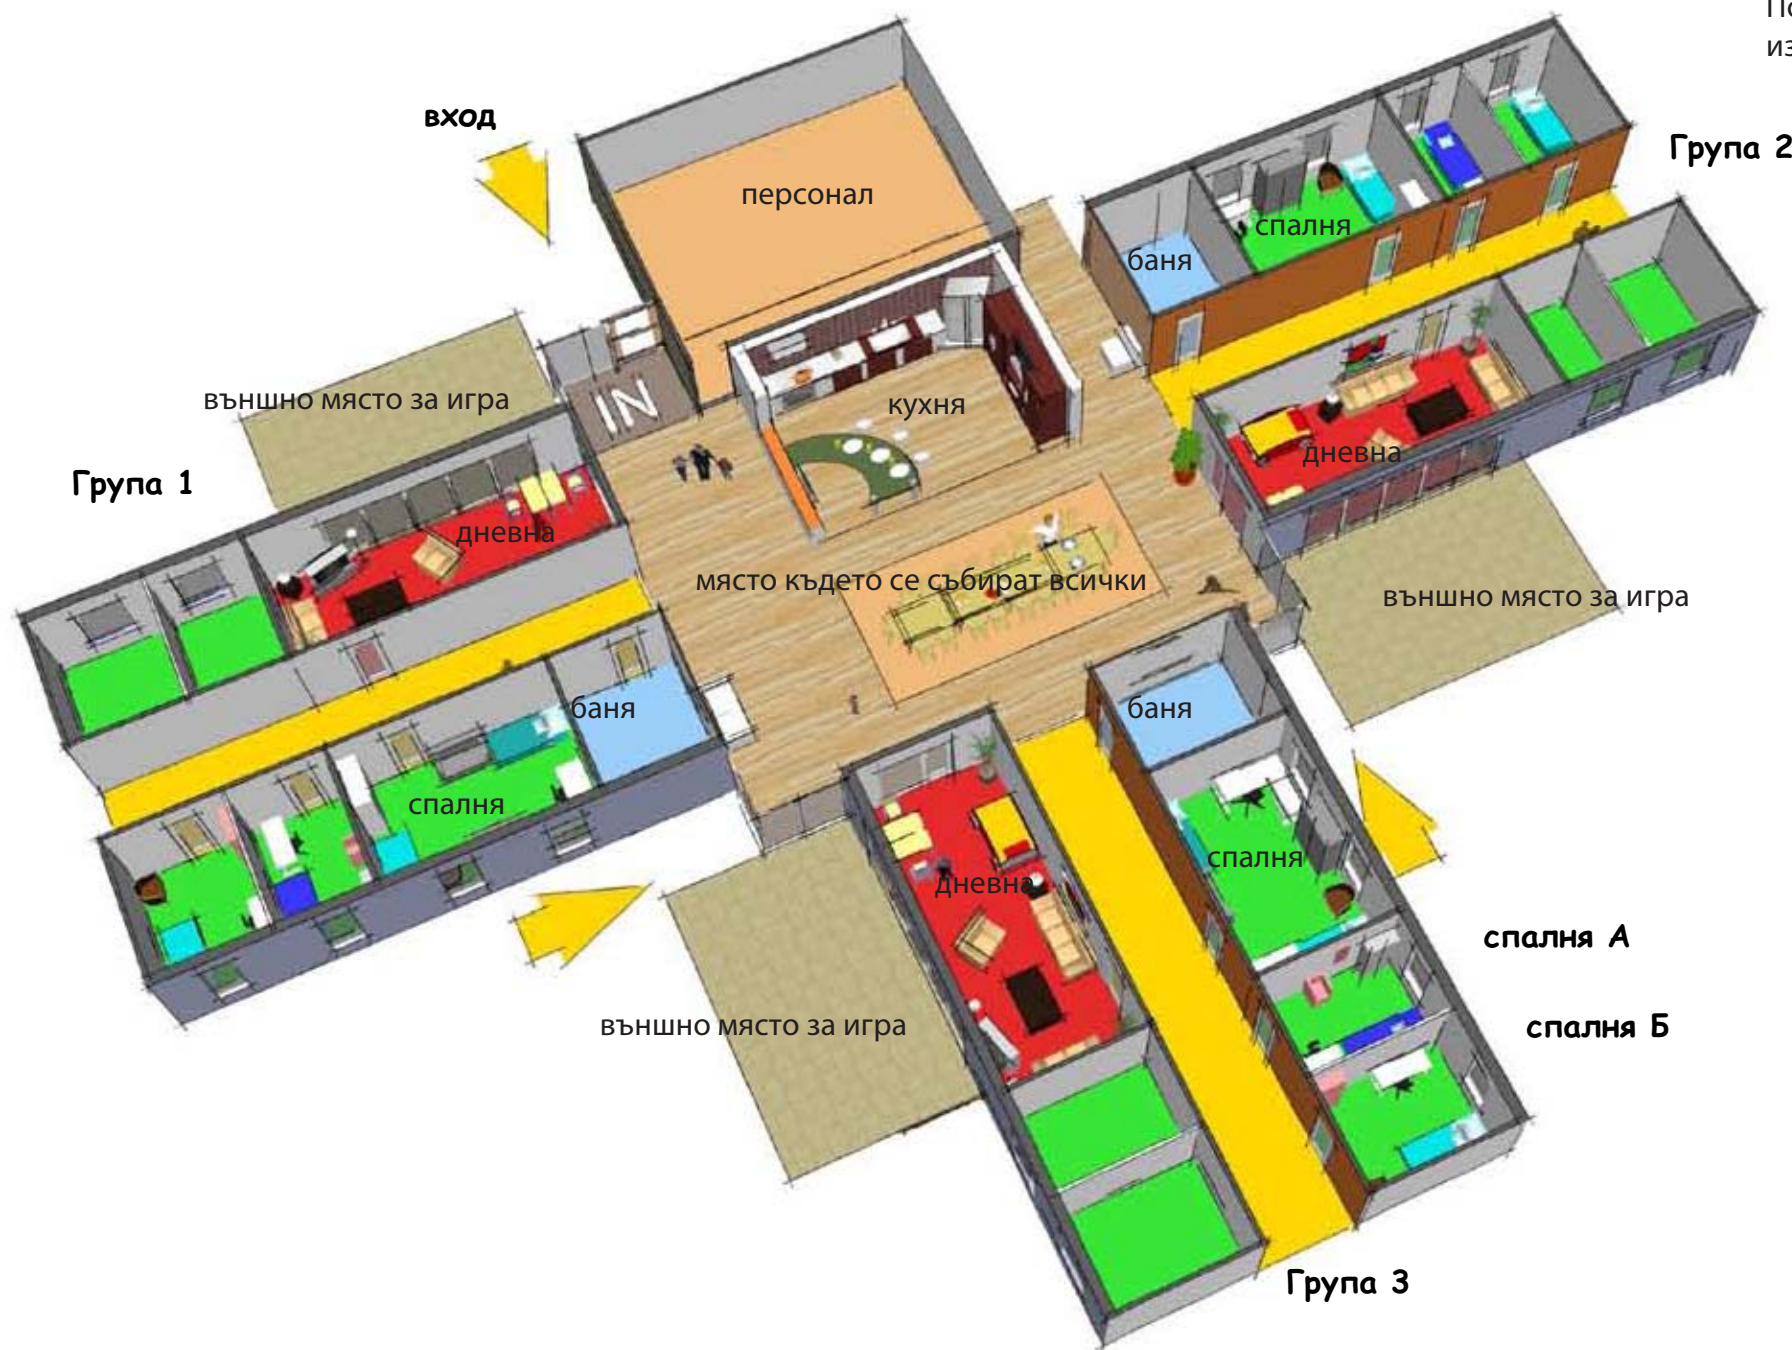 По
из
вход
Група 2
персонал
спалня
баня
IN
външно място за игра
кухня
дневна
Група 1
дневна
място където се събират всички
външно място за игра
баня
баня
спалня
спалня
дневна
спалня А
външно място за игра
спалня Б
Група 3